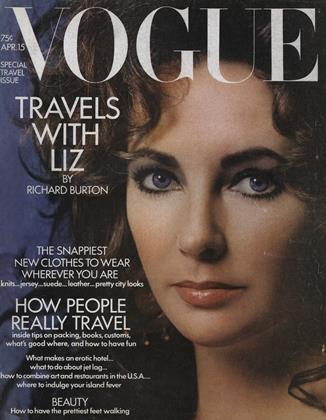 VOGUE
75¢
APR.15
SPECIAL
TRAVEL
ISSUE
TRAVELS
WITH
LIZ
BY
RICHARD BURTON
THE SNAPPIEST
NEW CLOTHES TO WEAR
WHEREVER YOU ARE
knits...jersey...suede...leather...pretty city looks
HOW PEOPLE
REALLY TRAVEL
inside tips on packing, books, customs,
what's good where, and how to have fun
What makes an erotic hotel...
what to do about jet lag...
how to combine art and restaurants in the U.S.A....
where to indulge your island fever
BEAUTY
How to have the prettiest feet walking